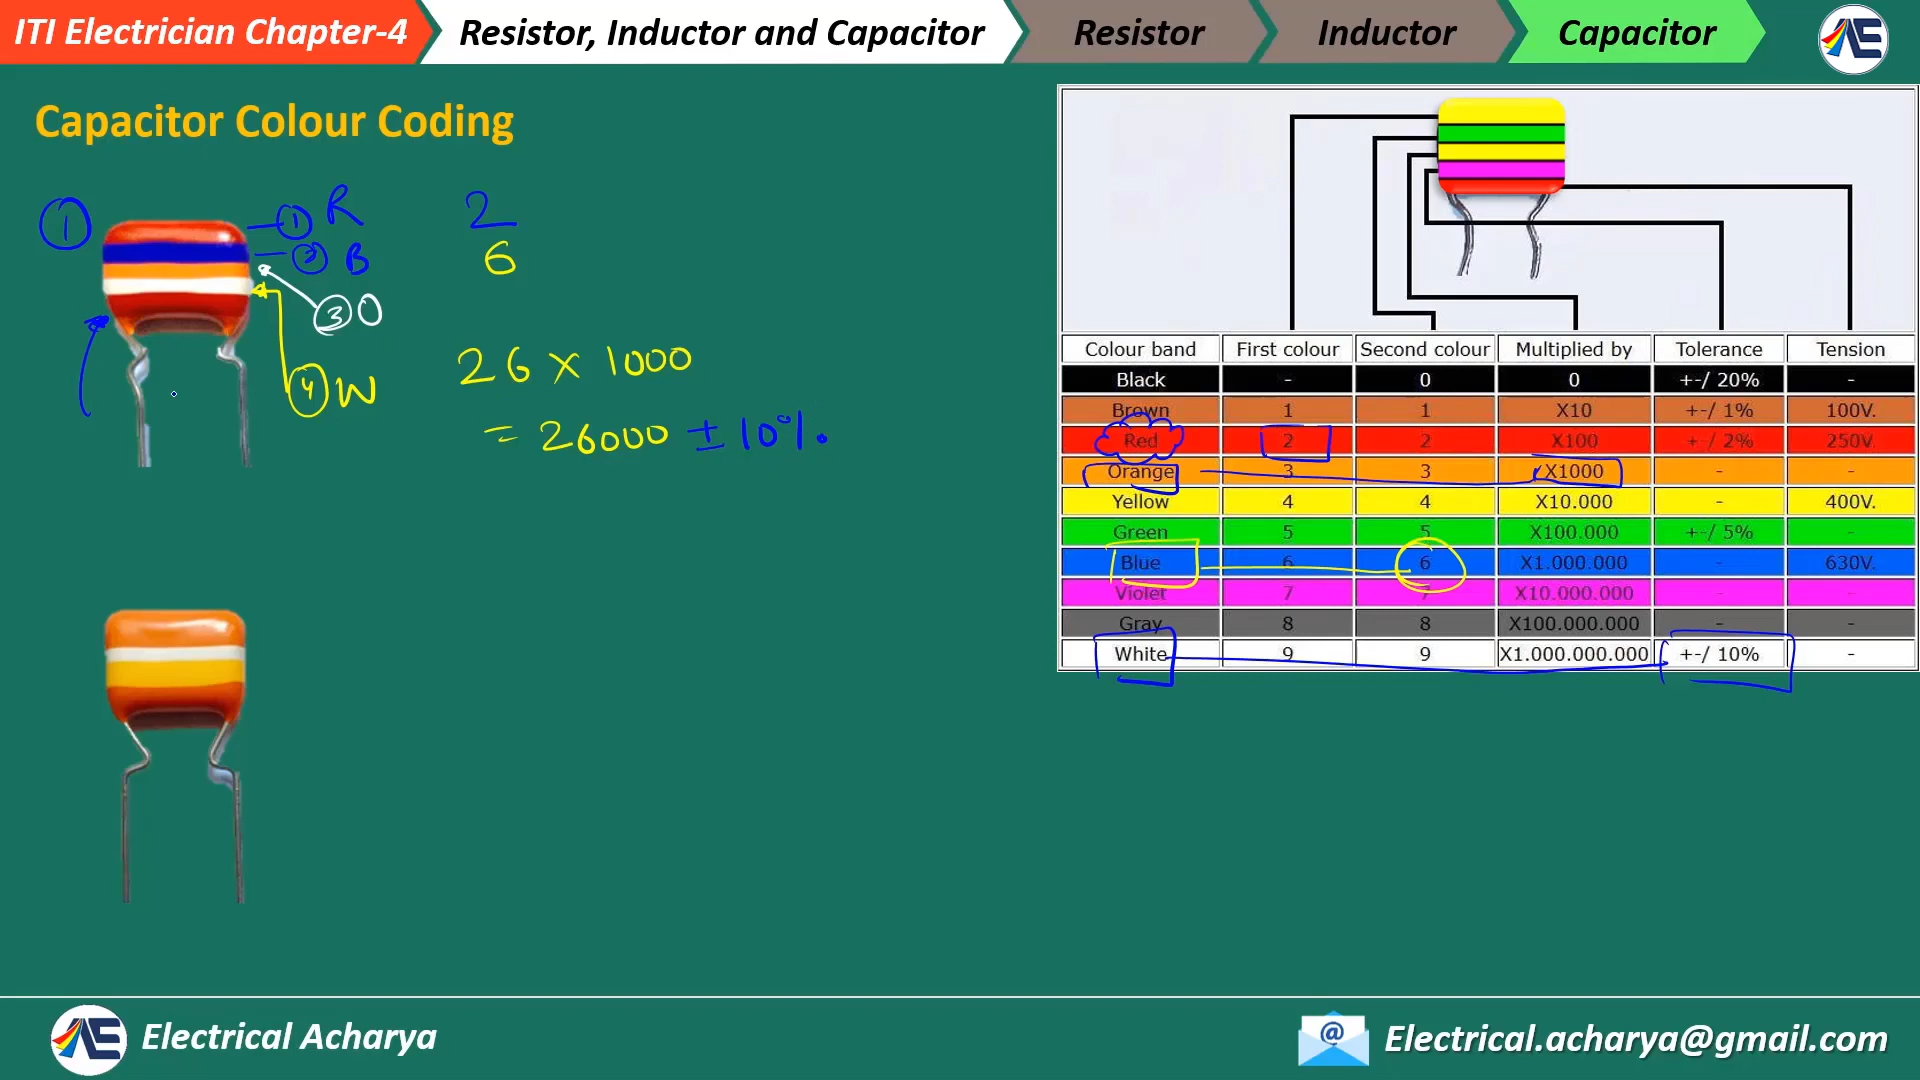 ITI Electrician Chapter-4 Resistor, Inductor and Capacitor Resistor Inductor Capacitor AE
Capacitor Colour Coding
1
1 R
2 B
3 O
4 W
2
6
26 x 1000
= 26000 ± 10%.
Colour band First colour Second colour Multiplied by Tolerance Tension
Black - 0 0 +-/ 20% -
Brown 1 1 X10 +-/ 1% 100V.
Red 2 2 X100 +-/ 2% 250V.
Orange 3 3 X1000 - -
Yellow 4 4 X10.000 - 400V.
Green 5 5 X100.000 +-/ 5% -
Blue 6 6 X1.000.000 - 630V.
Violet 7 7 X10.000.000 - -
Gray 8 8 X100.000.000 - -
White 9 9 X1.000.000.000 +-/ 10% -
AE Electrical Acharya @ Electrical.acharya@gmail.com